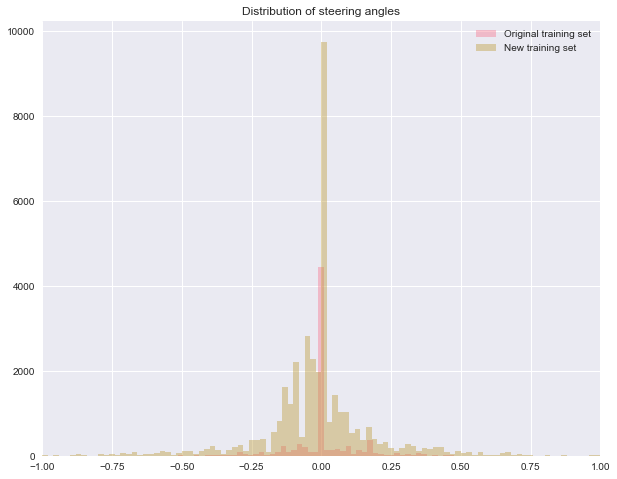 Distribution of steering angles
Original training set
New training set
10000
8000
6000
4000
2000
0
−1.00 −0.75 −0.50 −0.25 0.00 0.25 0.50 0.75 1.00